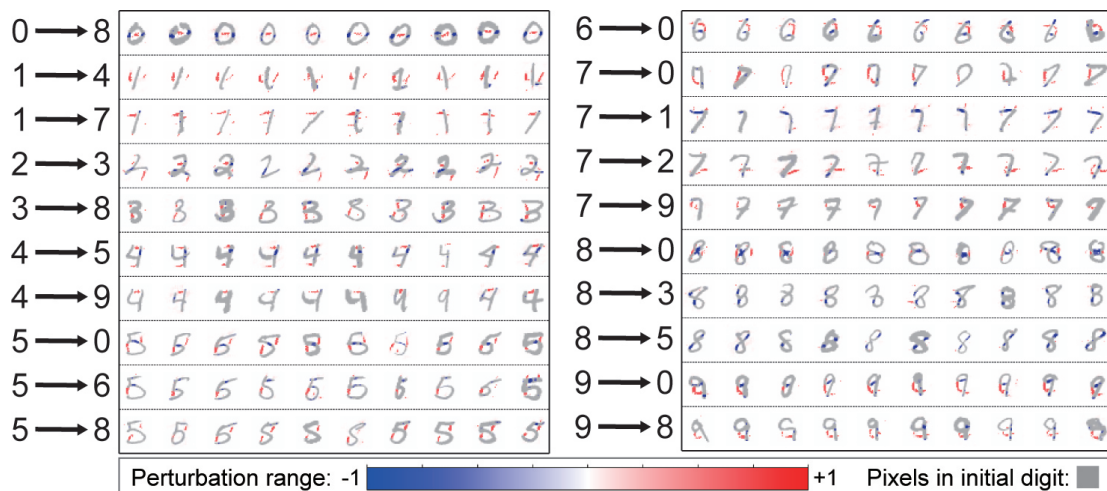 0 → 8
1 → 4
1 → 7
2 → 3
3 → 8
4 → 5
4 → 9
5 → 0
5 → 6
5 → 8
6 → 0
7 → 0
7 → 1
7 → 2
7 → 9
8 → 0
8 → 3
8 → 5
9 → 0
9 → 8
Perturbation range: -1 +1 Pixels in initial digit: